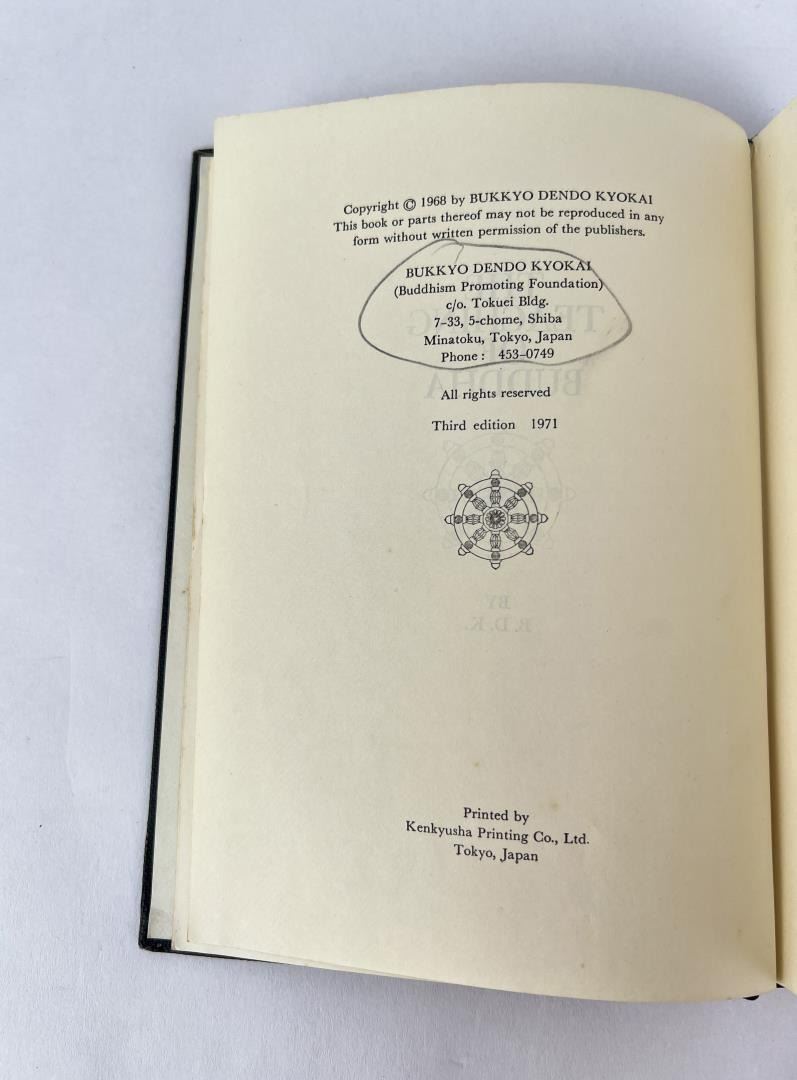 Copyright © 1968 by BUKKYO DENDO KYOKAI
This book or parts thereof may not be reproduced in any
form without written permission of the publishers.
BUKKYO DENDO KYOKAI
(Buddhism Promoting Foundation)
c/o. Tokuei Bldg.
7-33, 5-chome, Shiba
Minatoku, Tokyo, Japan
Phone: 453-0749
All rights reserved
Third edition 1971
Printed by
Kenkyusha Printing Co., Ltd.
Tokyo, Japan